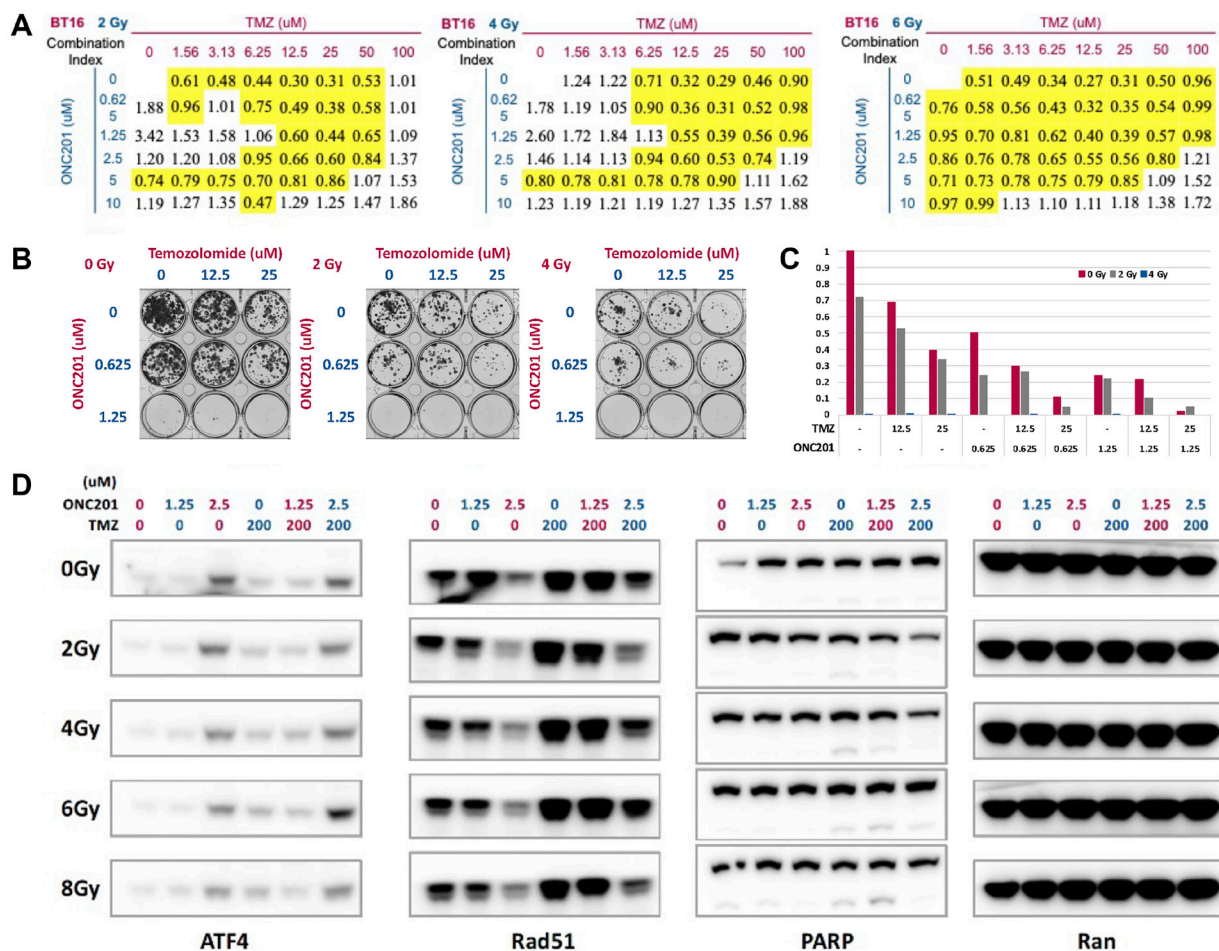 A
BT16 2 Gy TMZ (uM)
Combination Index 0 1.56 3.13 6.25 12.5 25 50 100
ONC201 (uM)
0 0.61 0.48 0.44 0.30 0.31 0.53 1.01
0.62 5 1.88 0.96 1.01 0.75 0.49 0.38 0.58 1.01
1.25 3.42 1.53 1.58 1.06 0.60 0.44 0.65 1.09
2.5 1.20 1.20 1.08 0.95 0.66 0.60 0.84 1.37
5 0.74 0.79 0.75 0.70 0.81 0.86 1.07 1.53
10 1.19 1.27 1.35 0.47 1.29 1.25 1.47 1.86
BT16 4 Gy TMZ (uM)
Combination Index 0 1.56 3.13 6.25 12.5 25 50 100
ONC201 (uM)
0 1.24 1.22 0.71 0.32 0.29 0.46 0.90
0.62 5 1.78 1.19 1.05 0.90 0.36 0.31 0.52 0.98
1.25 2.60 1.72 1.84 1.13 0.55 0.39 0.56 0.96
2.5 1.46 1.14 1.13 0.94 0.60 0.53 0.74 1.19
5 0.80 0.78 0.81 0.78 0.78 0.90 1.11 1.62
10 1.23 1.19 1.21 1.19 1.27 1.35 1.57 1.88
BT16 6 Gy TMZ (uM)
Combination Index 0 1.56 3.13 6.25 12.5 25 50 100
ONC201 (uM)
0 0.51 0.49 0.34 0.27 0.31 0.50 0.96
0.62 5 0.76 0.58 0.56 0.43 0.32 0.35 0.54 0.99
1.25 0.95 0.70 0.81 0.62 0.40 0.39 0.57 0.98
2.5 0.86 0.76 0.78 0.65 0.55 0.56 0.80 1.21
5 0.71 0.73 0.78 0.75 0.79 0.85 1.09 1.52
10 0.97 0.99 1.13 1.10 1.11 1.18 1.38 1.72
B
Temozolomide (uM)
0 Gy 0 12.5 25
ONC201 (uM)
0
0.625
1.25
Temozolomide (uM)
2 Gy 0 12.5 25
ONC201 (uM)
Temozolomide (uM)
4 Gy 0 12.5 25
ONC201 (uM)
0
0.625
1.25
C
0 Gy 2 Gy 4 Gy
1
0.9
0.8
0.7
0.6
0.5
0.4
0.3
0.2
0.1
0
TMZ - 12.5 25 - 12.5 25 - 12.5 25
ONC201 - - - 0.625 0.625 0.625 1.25 1.25 1.25
D
(uM)
ONC201 0 1.25 2.5 0 1.25 2.5 0 1.25 2.5 0 1.25 2.5 0 1.25 2.5 0 1.25 2.5 0 1.25 2.5 0 1.25 2.5
TMZ 0 0 0 200 200 200 0 0 0 200 200 200 0 0 0 200 200 200 0 0 0 200 200 200
0Gy
2Gy
4Gy
6Gy
8Gy
ATF4 Rad51 PARP Ran